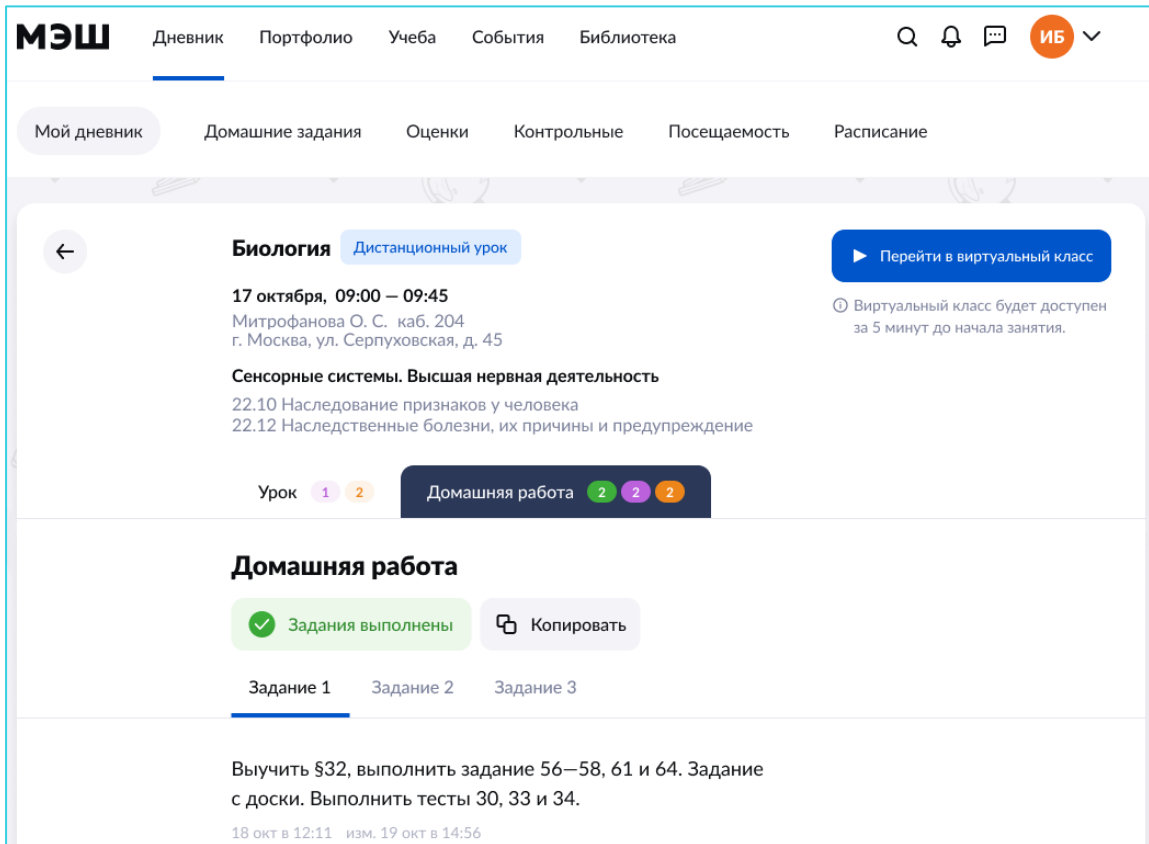 МЭШ Дневник Портфолио Учеба События Библиотека ИБ
Мой дневник Домашние задания Оценки Контрольные Посещаемость Расписание
Биология Дистанционный урок
Перейти в виртуальный класс
17 октября, 09:00 — 09:45
Митрофанова О. С. каб. 204
г. Москва, ул. Серпуховская, д. 45
Виртуальный класс будет доступен
за 5 минут до начала занятия.
Сенсорные системы. Высшая нервная деятельность
22.10 Наследование признаков у человека
22.12 Наследственные болезни, их причины и предупреждение
Урок 1 2 Домашняя работа 2 2 2
Домашняя работа
Задания выполнены Копировать
Задание 1 Задание 2 Задание 3
Выучить §32, выполнить задание 56—58, 61 и 64. Задание
с доски. Выполнить тесты 30, 33 и 34.
18 окт в 12:11 изм. 19 окт в 14:56